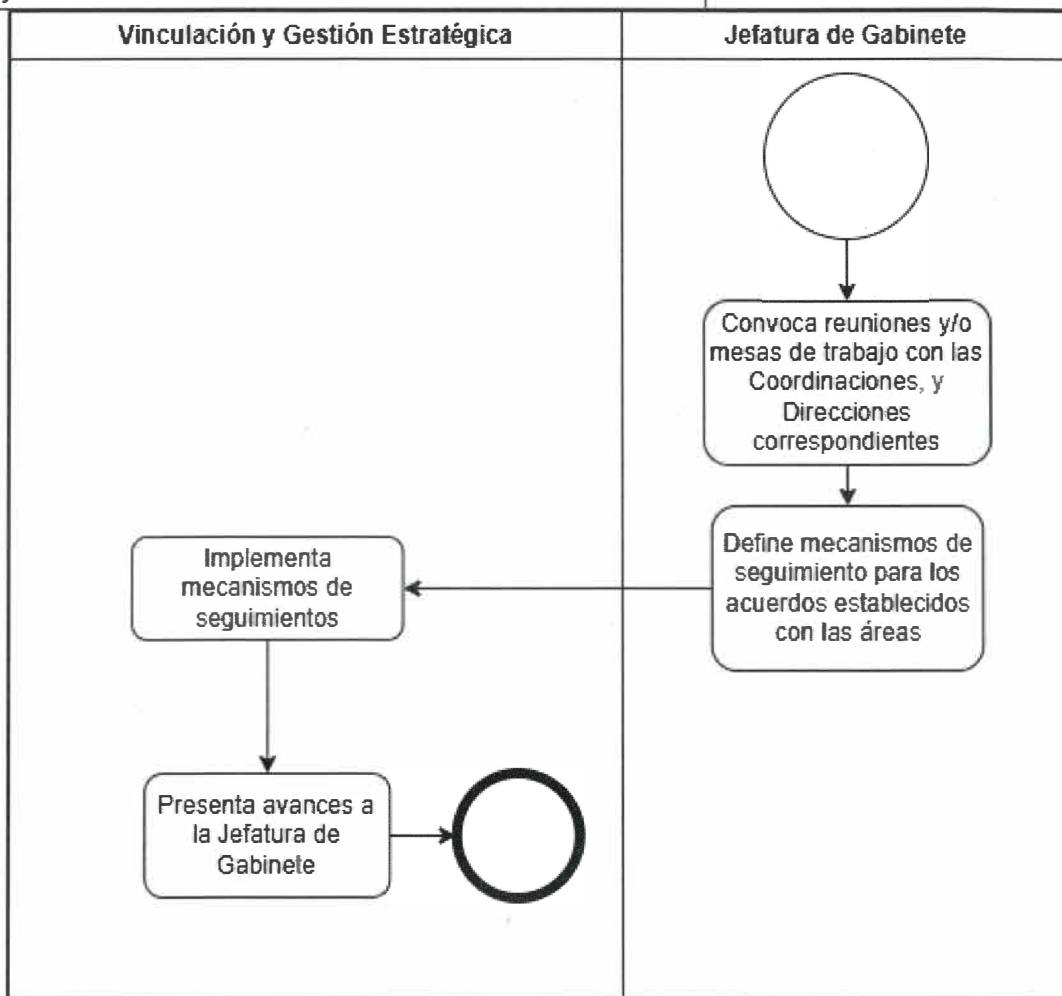 Vinculación y Gestión Estratégica
Jefatura de Gabinete
Convoca reuniones y/o
mesas de trabajo con las
Coordinaciones, y
Direcciones
correspondientes
Define mecanismos de
seguimiento para los
acuerdos establecidos
con las áreas
Implementa
mecanismos de
seguimientos
Presenta avances a
la Jefatura de
Gabinete